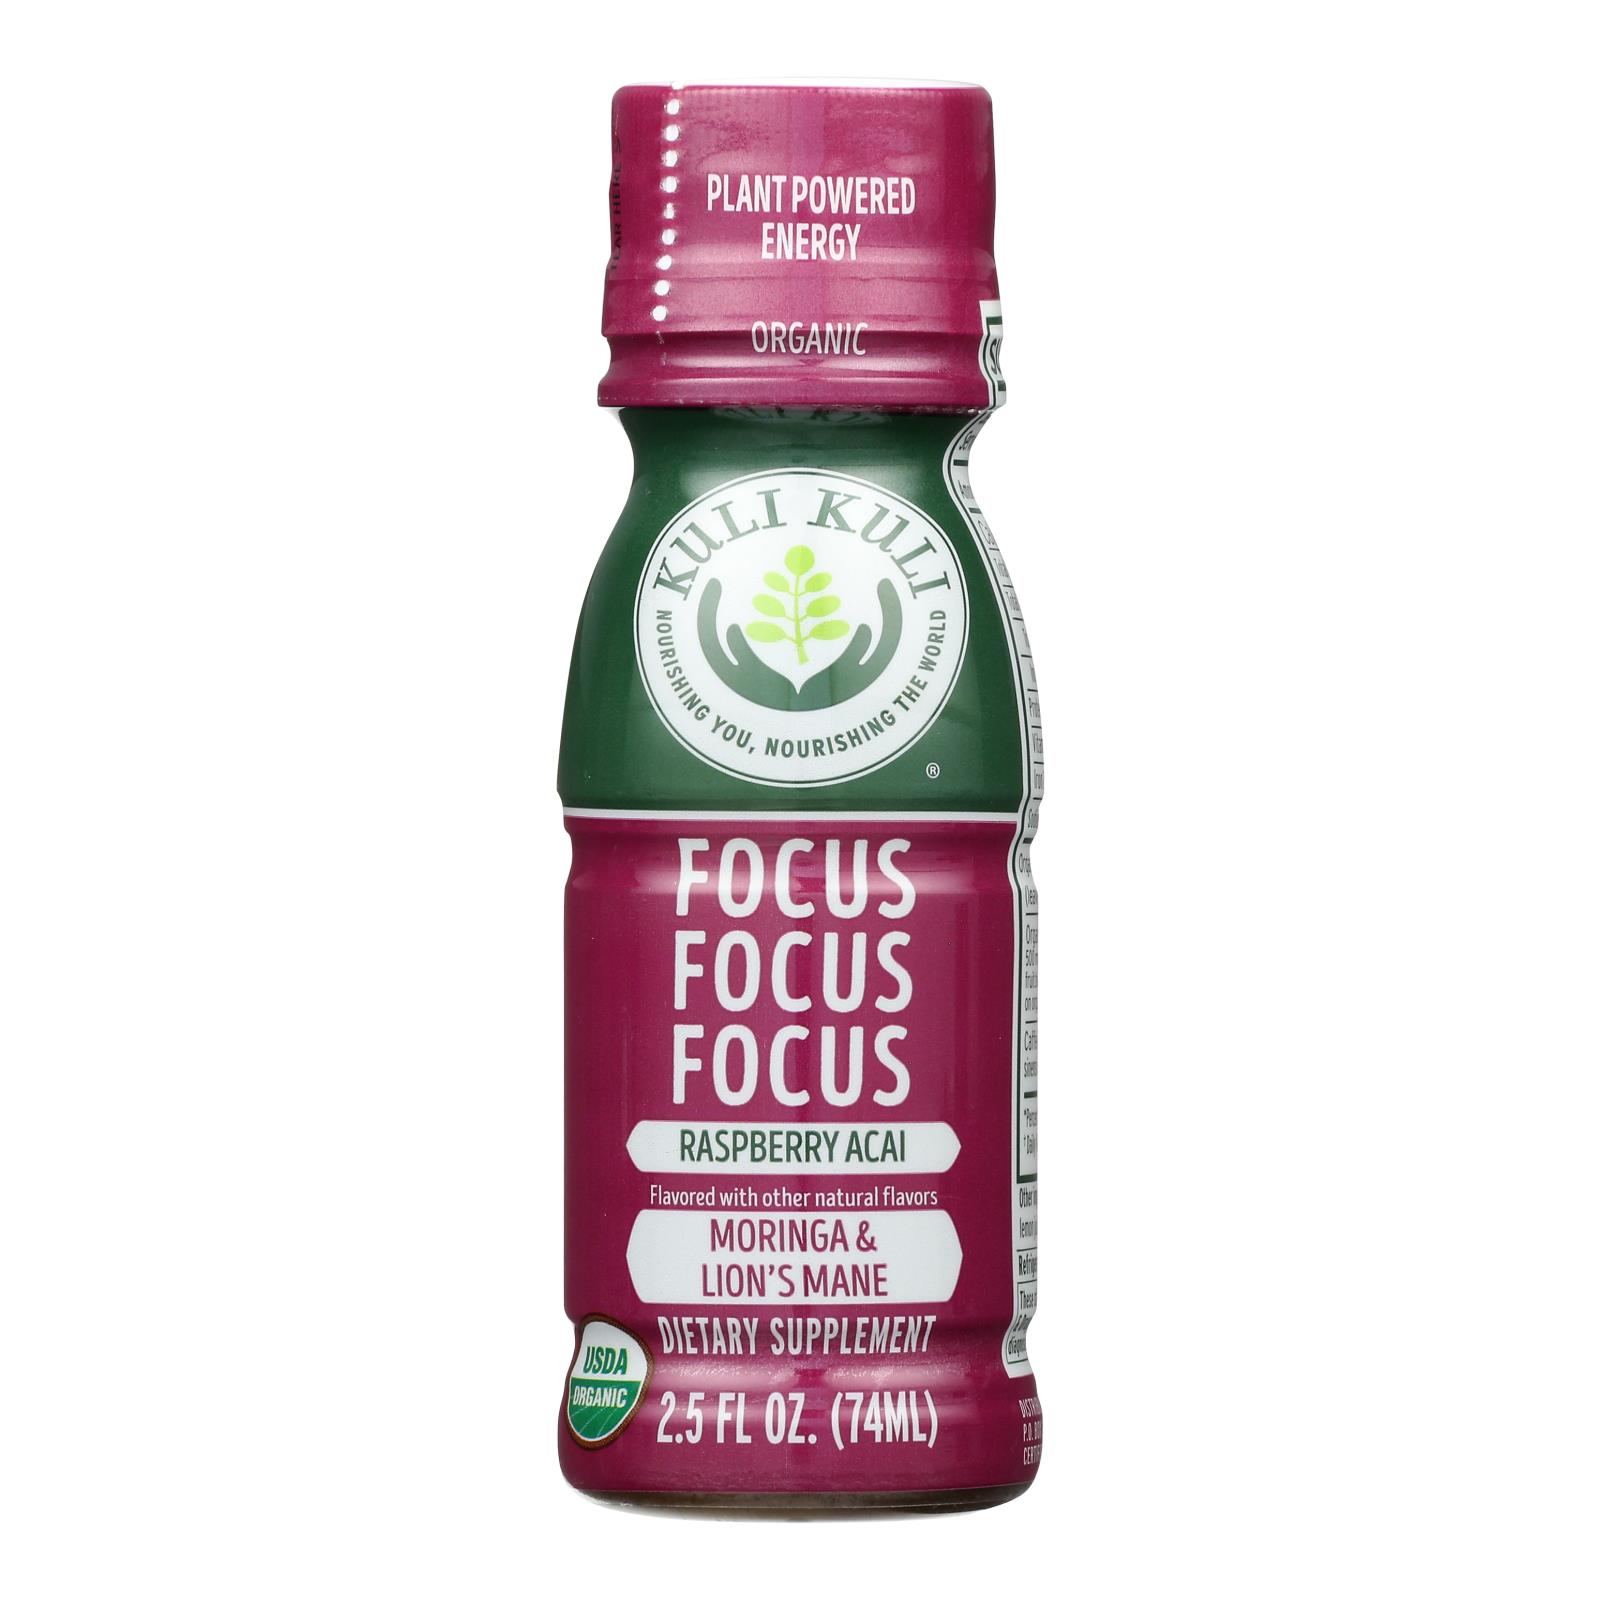 PLANT POWERED
ENERGY
ORGANIC
KULI KULI
NOURISHING YOU, NOURISHING THE WORLD
®
FOCUS
FOCUS
FOCUS
RASPBERRY ACAI
Flavored with other natural flavors
MORINGA &
LION'S MANE
DIETARY SUPPLEMENT
USDA
ORGANIC
2.5 FL OZ. (74ML)